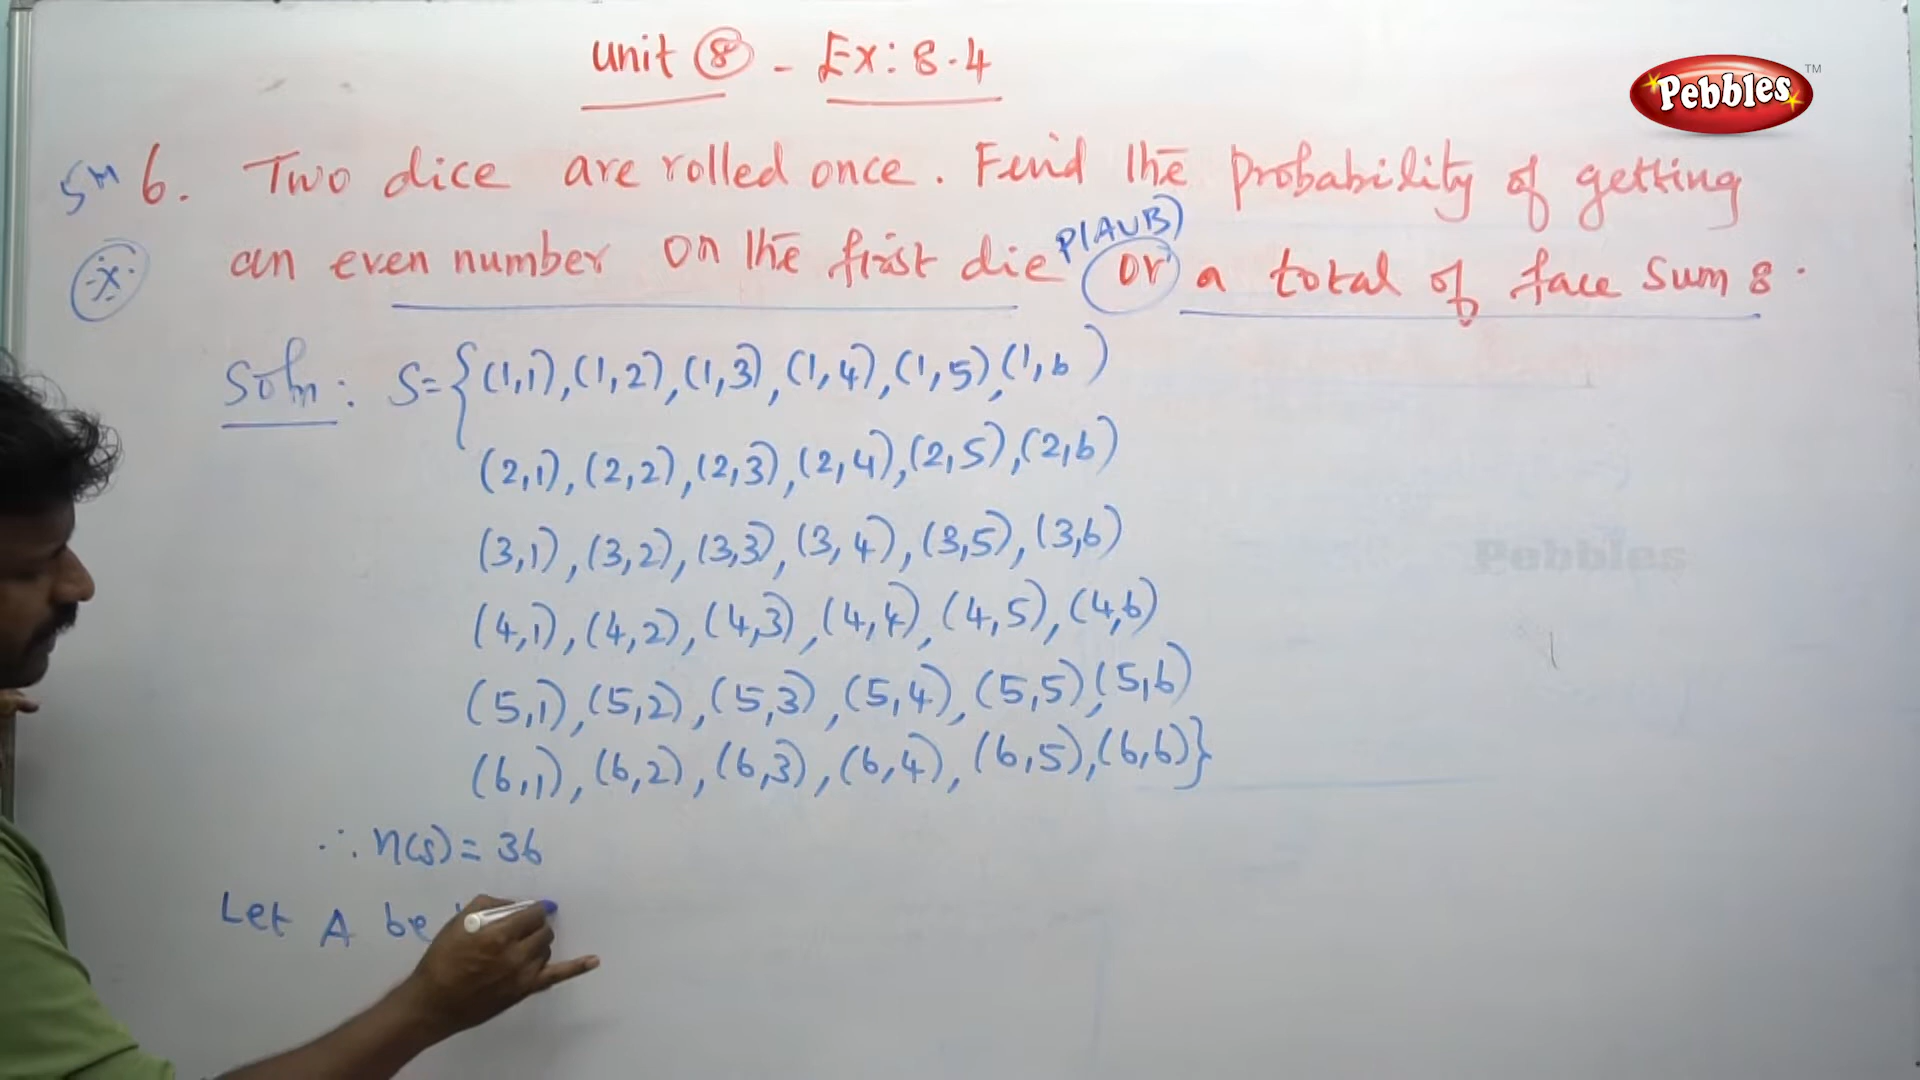 Unit 8 - Ex: 8.4
Pebbles TM
5M 6. Two dice are rolled once. Find the probability of getting
P(AUB)
an even number on the first die or a total of face sum 8.
Soln: S={(1,1),(1,2),(1,3),(1,4),(1,5),(1,6)
(2,1),(2,2),(2,3),(2,4),(2,5),(2,6)
(3,1),(3,2),(3,3),(3,4),(3,5),(3,6)
Pebbles
(4,1),(4,2),(4,3),(4,4),(4,5),(4,6)
(5,1),(5,2),(5,3),(5,4),(5,5),(5,6)
(6,1),(6,2),(6,3),(6,4),(6,5),(6,6)}
∴ n(s) = 36
Let A be